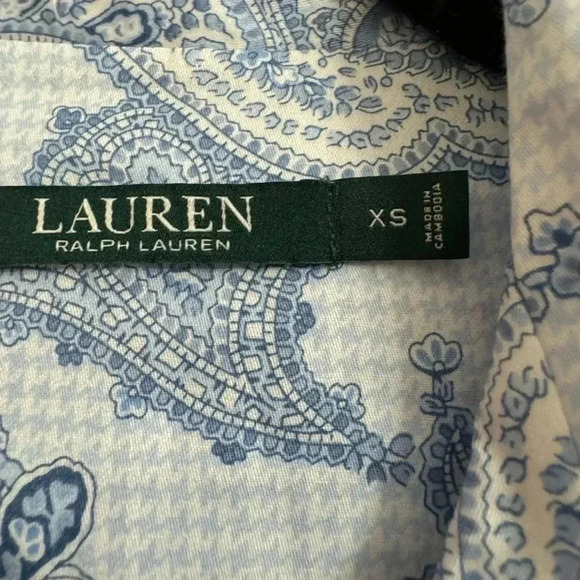 LAUREN
RALPH LAUREN
XS
MADE IN
CAMBODIA